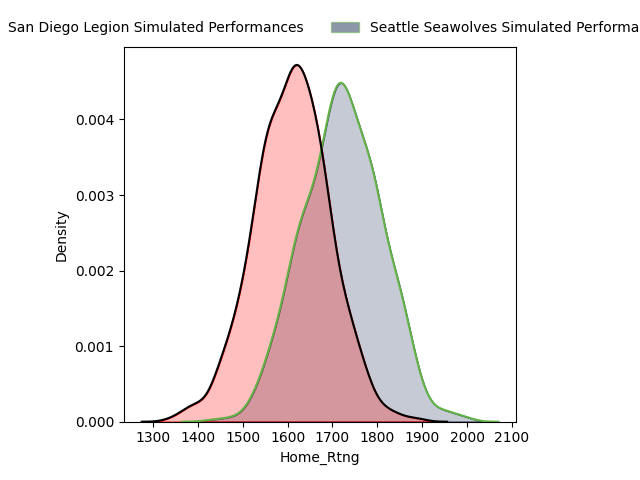 San Diego Legion Simulated Performances Seattle Seawolves Simulated Performa
0.004
0.003
0.002
0.001
0.000
Density
1300 1400 1500 1600 1700 1800 1900 2000 2100
Home_Rtng